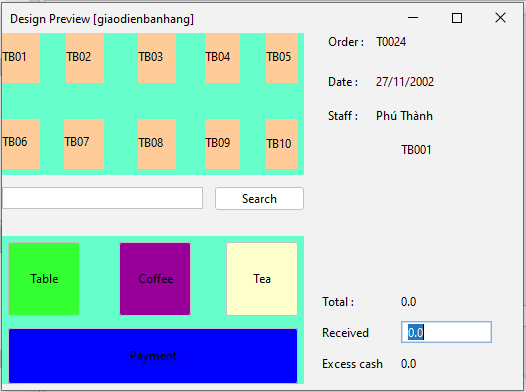 Design Preview [giaodienbanhang]
TB01 TB02 TB03 TB04 TB05
TB06 TB07 TB08 TB09 TB10
Search
Table Coffee Tea
Payment
Order : T0024
Date : 27/11/2002
Staff : Phú Thành
TB001
Total : 0.0
Received 0.0
Excess cash 0.0